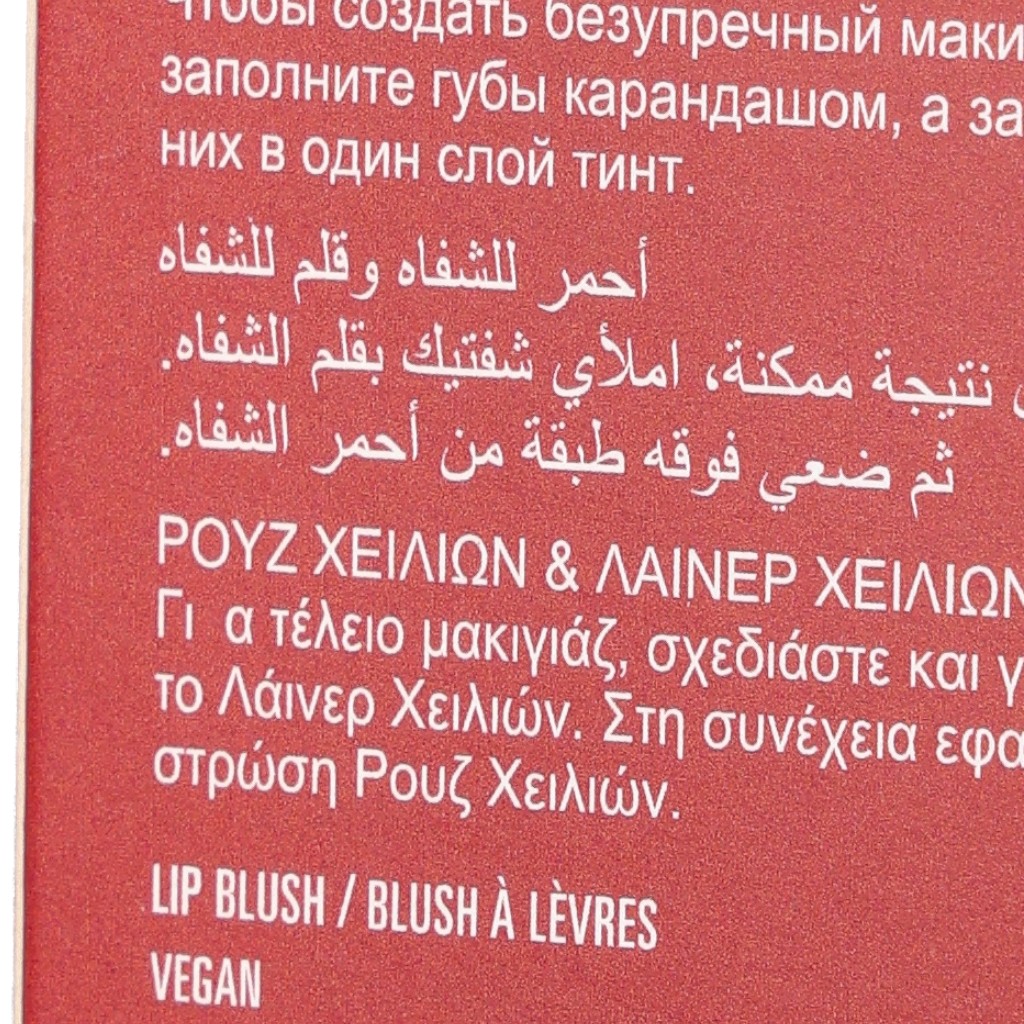 чтобы создать безупречный маки
заполните губы карандашом, а за
них в один слой тинт.
أحمر للشفاه وقلم للشفاه
نتيجة ممكنة، املأي شفتيك بقلم الشفاه.
ثم ضعي فوقه طبقة من أحمر الشفاه.
ΡΟΥΖ ΧΕΙΛΙΩΝ & ΛΑΙΝΕΡ ΧΕΙΛΙΩΝ
Γι α τέλειο μακιγιάζ, σχεδιάστε και γ
το Λάινερ Χειλιών. Στη συνέχεια εφα
στρώση Ρουζ Χειλιών.
LIP BLUSH / BLUSH À LÈVRES
VEGAN